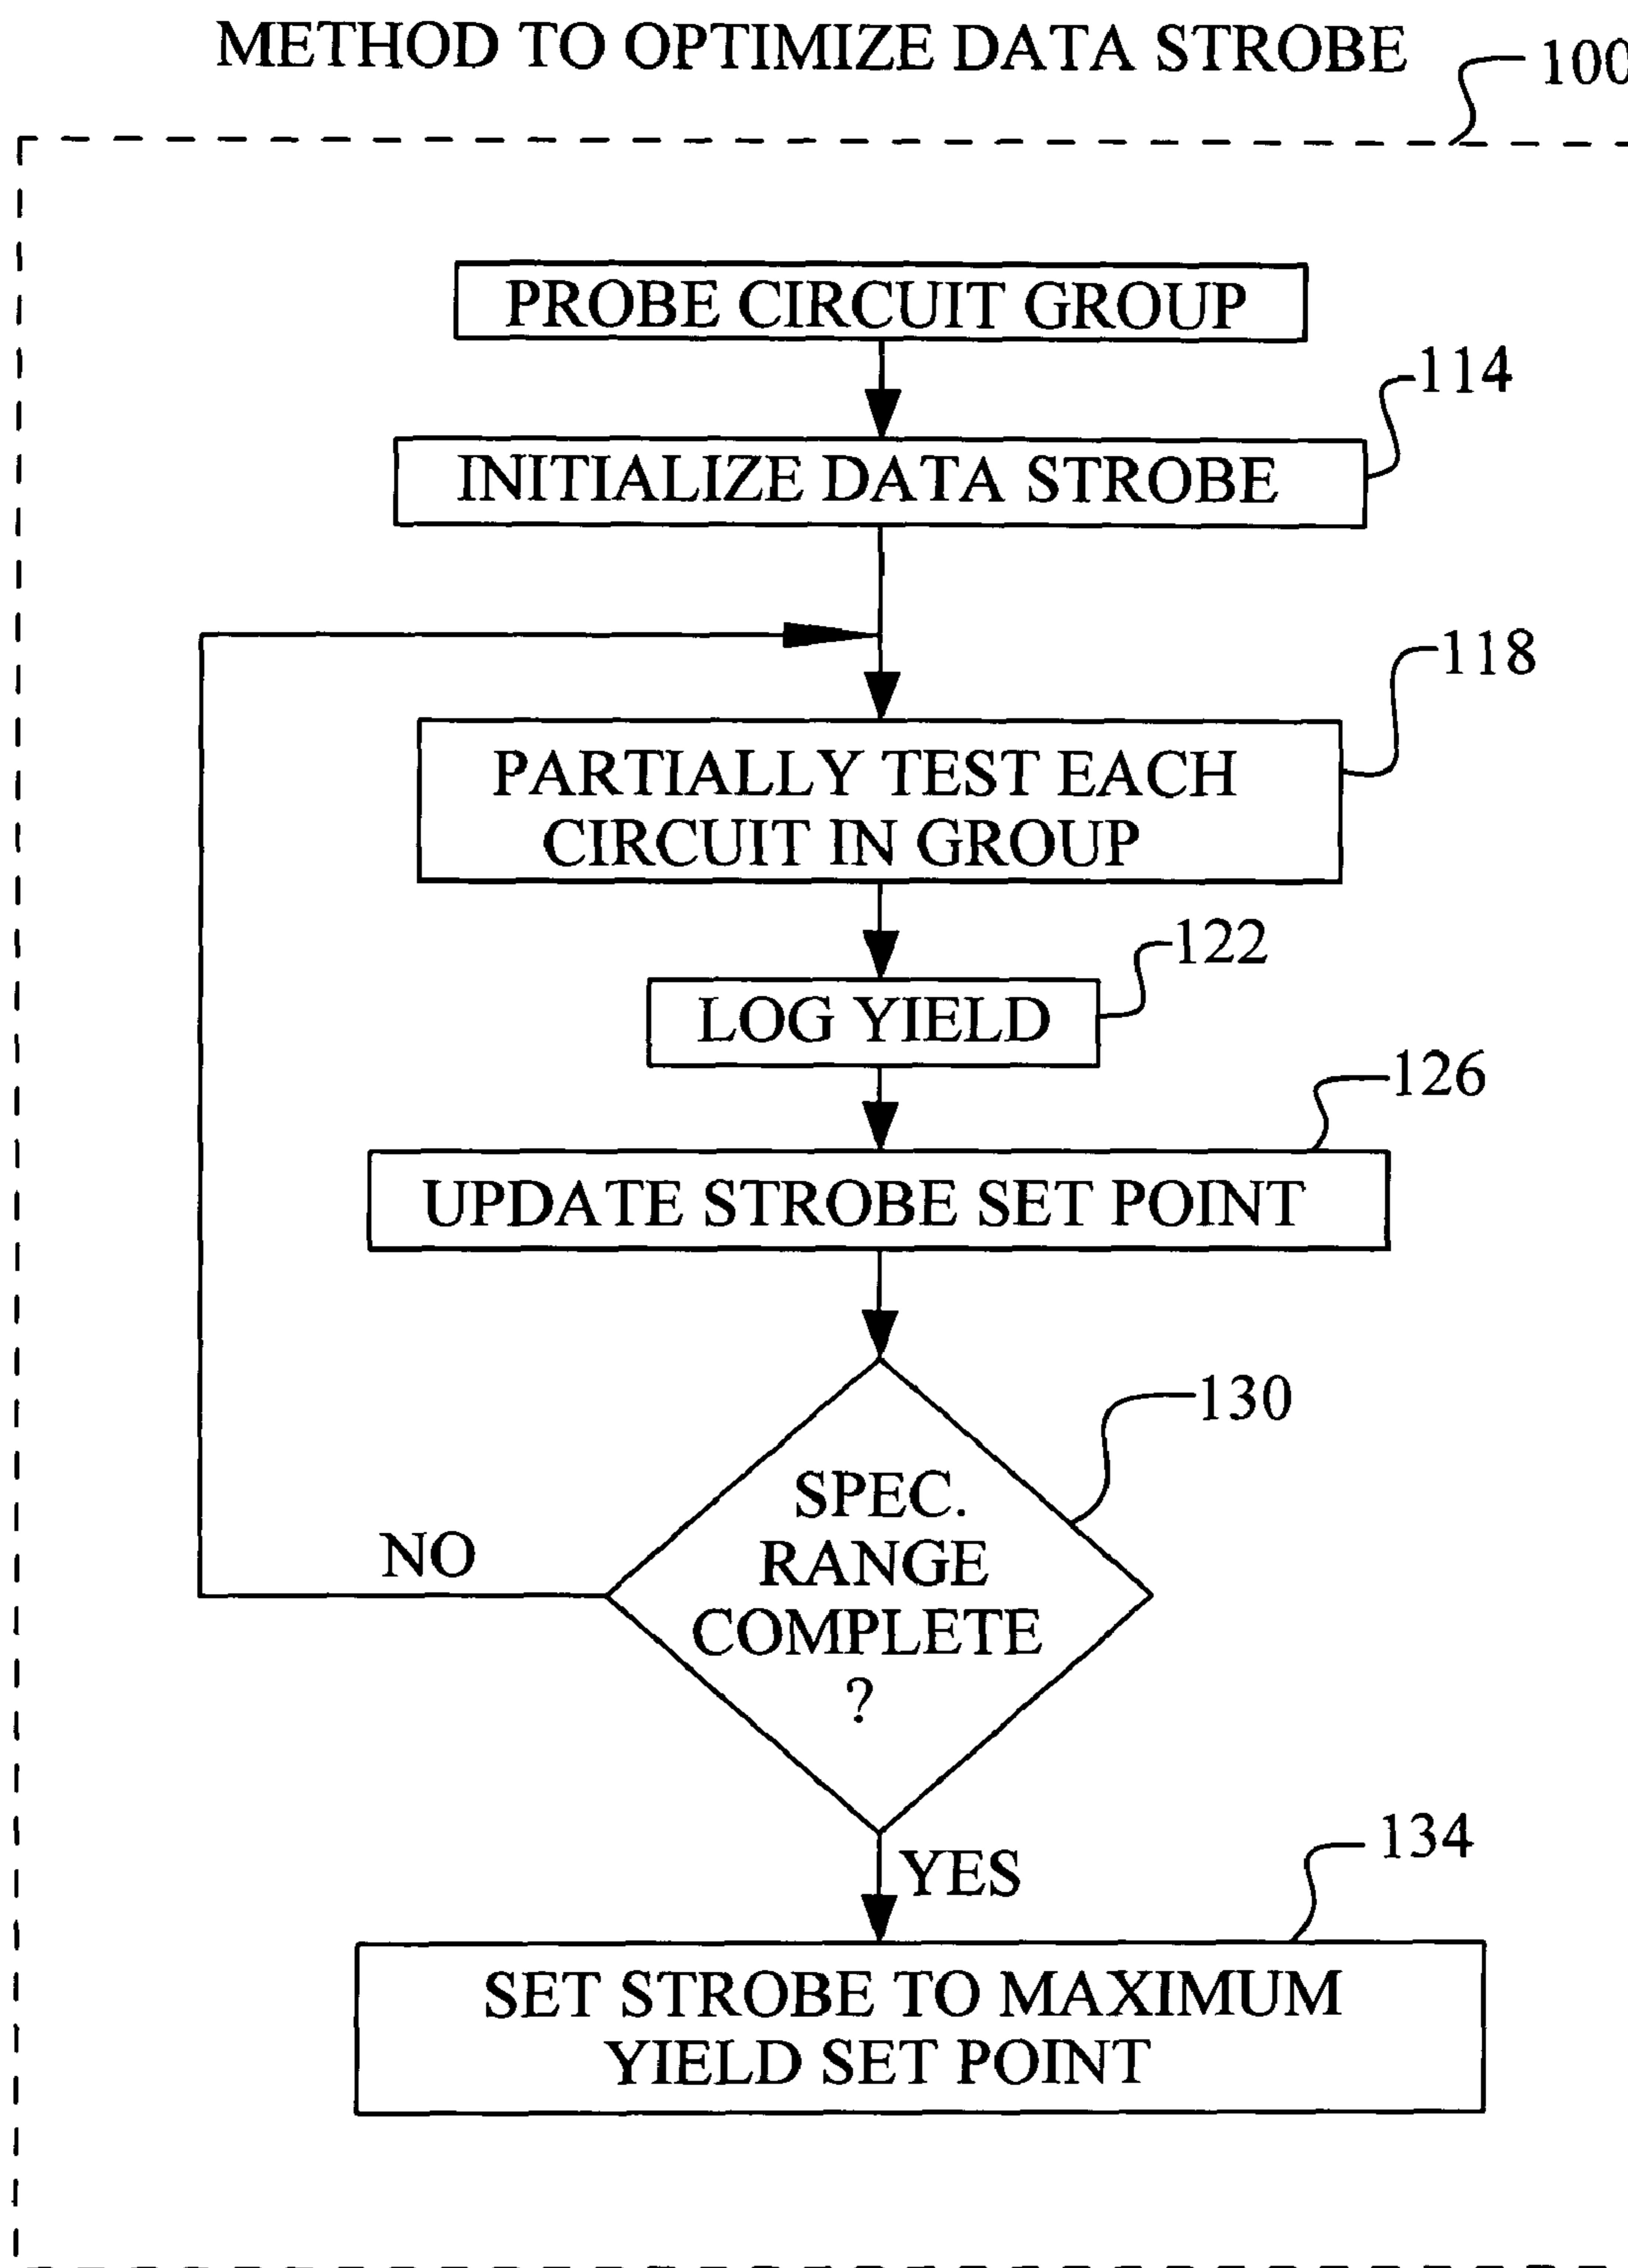 METHOD TO OPTIMIZE DATA STROBE
100
PROBE CIRCUIT GROUP
114
INITIALIZE DATA STROBE
118
PARTIALLY TEST EACH
CIRCUIT IN GROUP
122
LOG YIELD
126
UPDATE STROBE SET POINT
130
SPEC.
RANGE
COMPLETE
?
NO
YES
134
SET STROBE TO MAXIMUM
YIELD SET POINT